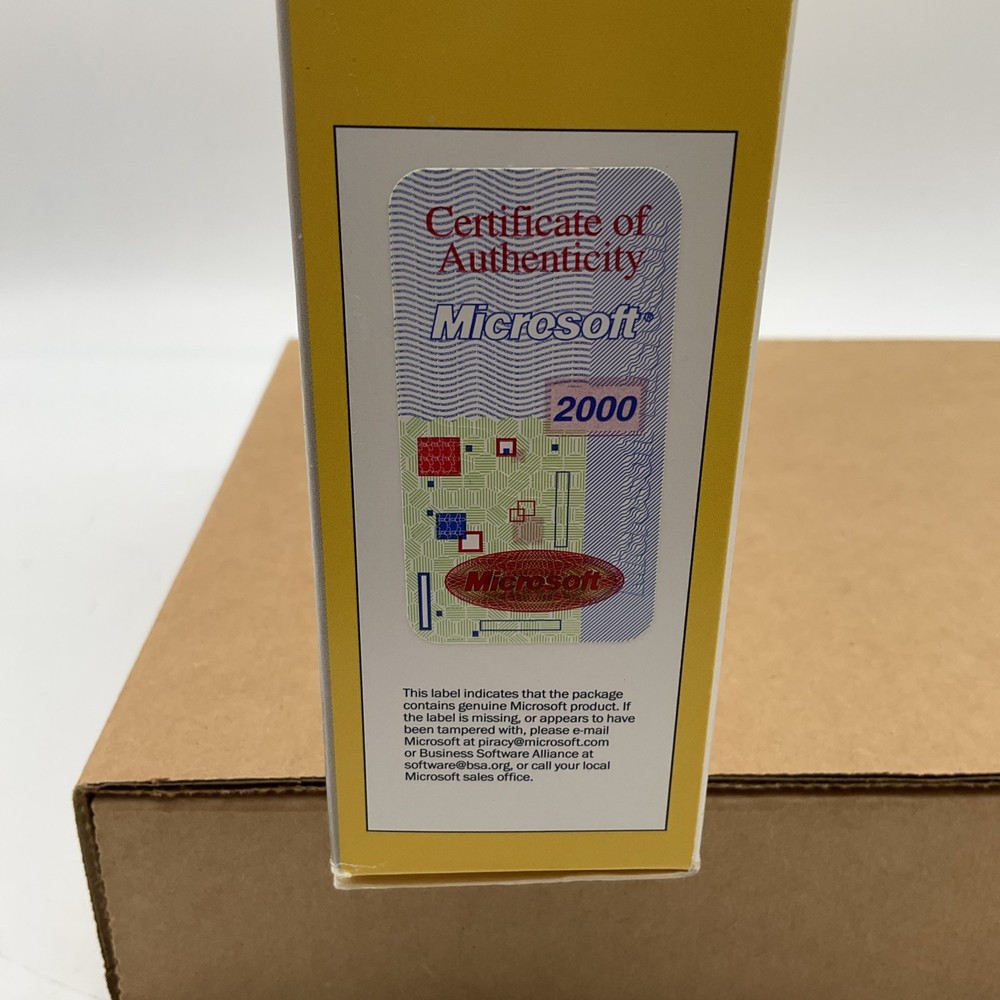 Certificate of
Authenticity
Microsoft®
2000
Microsoft
This label indicates that the package
contains genuine Microsoft product. If
the label is missing, or appears to have
been tampered with, please e-mail
Microsoft at piracy@microsoft.com
or Business Software Alliance at
software@bsa.org, or call your local
Microsoft sales office.